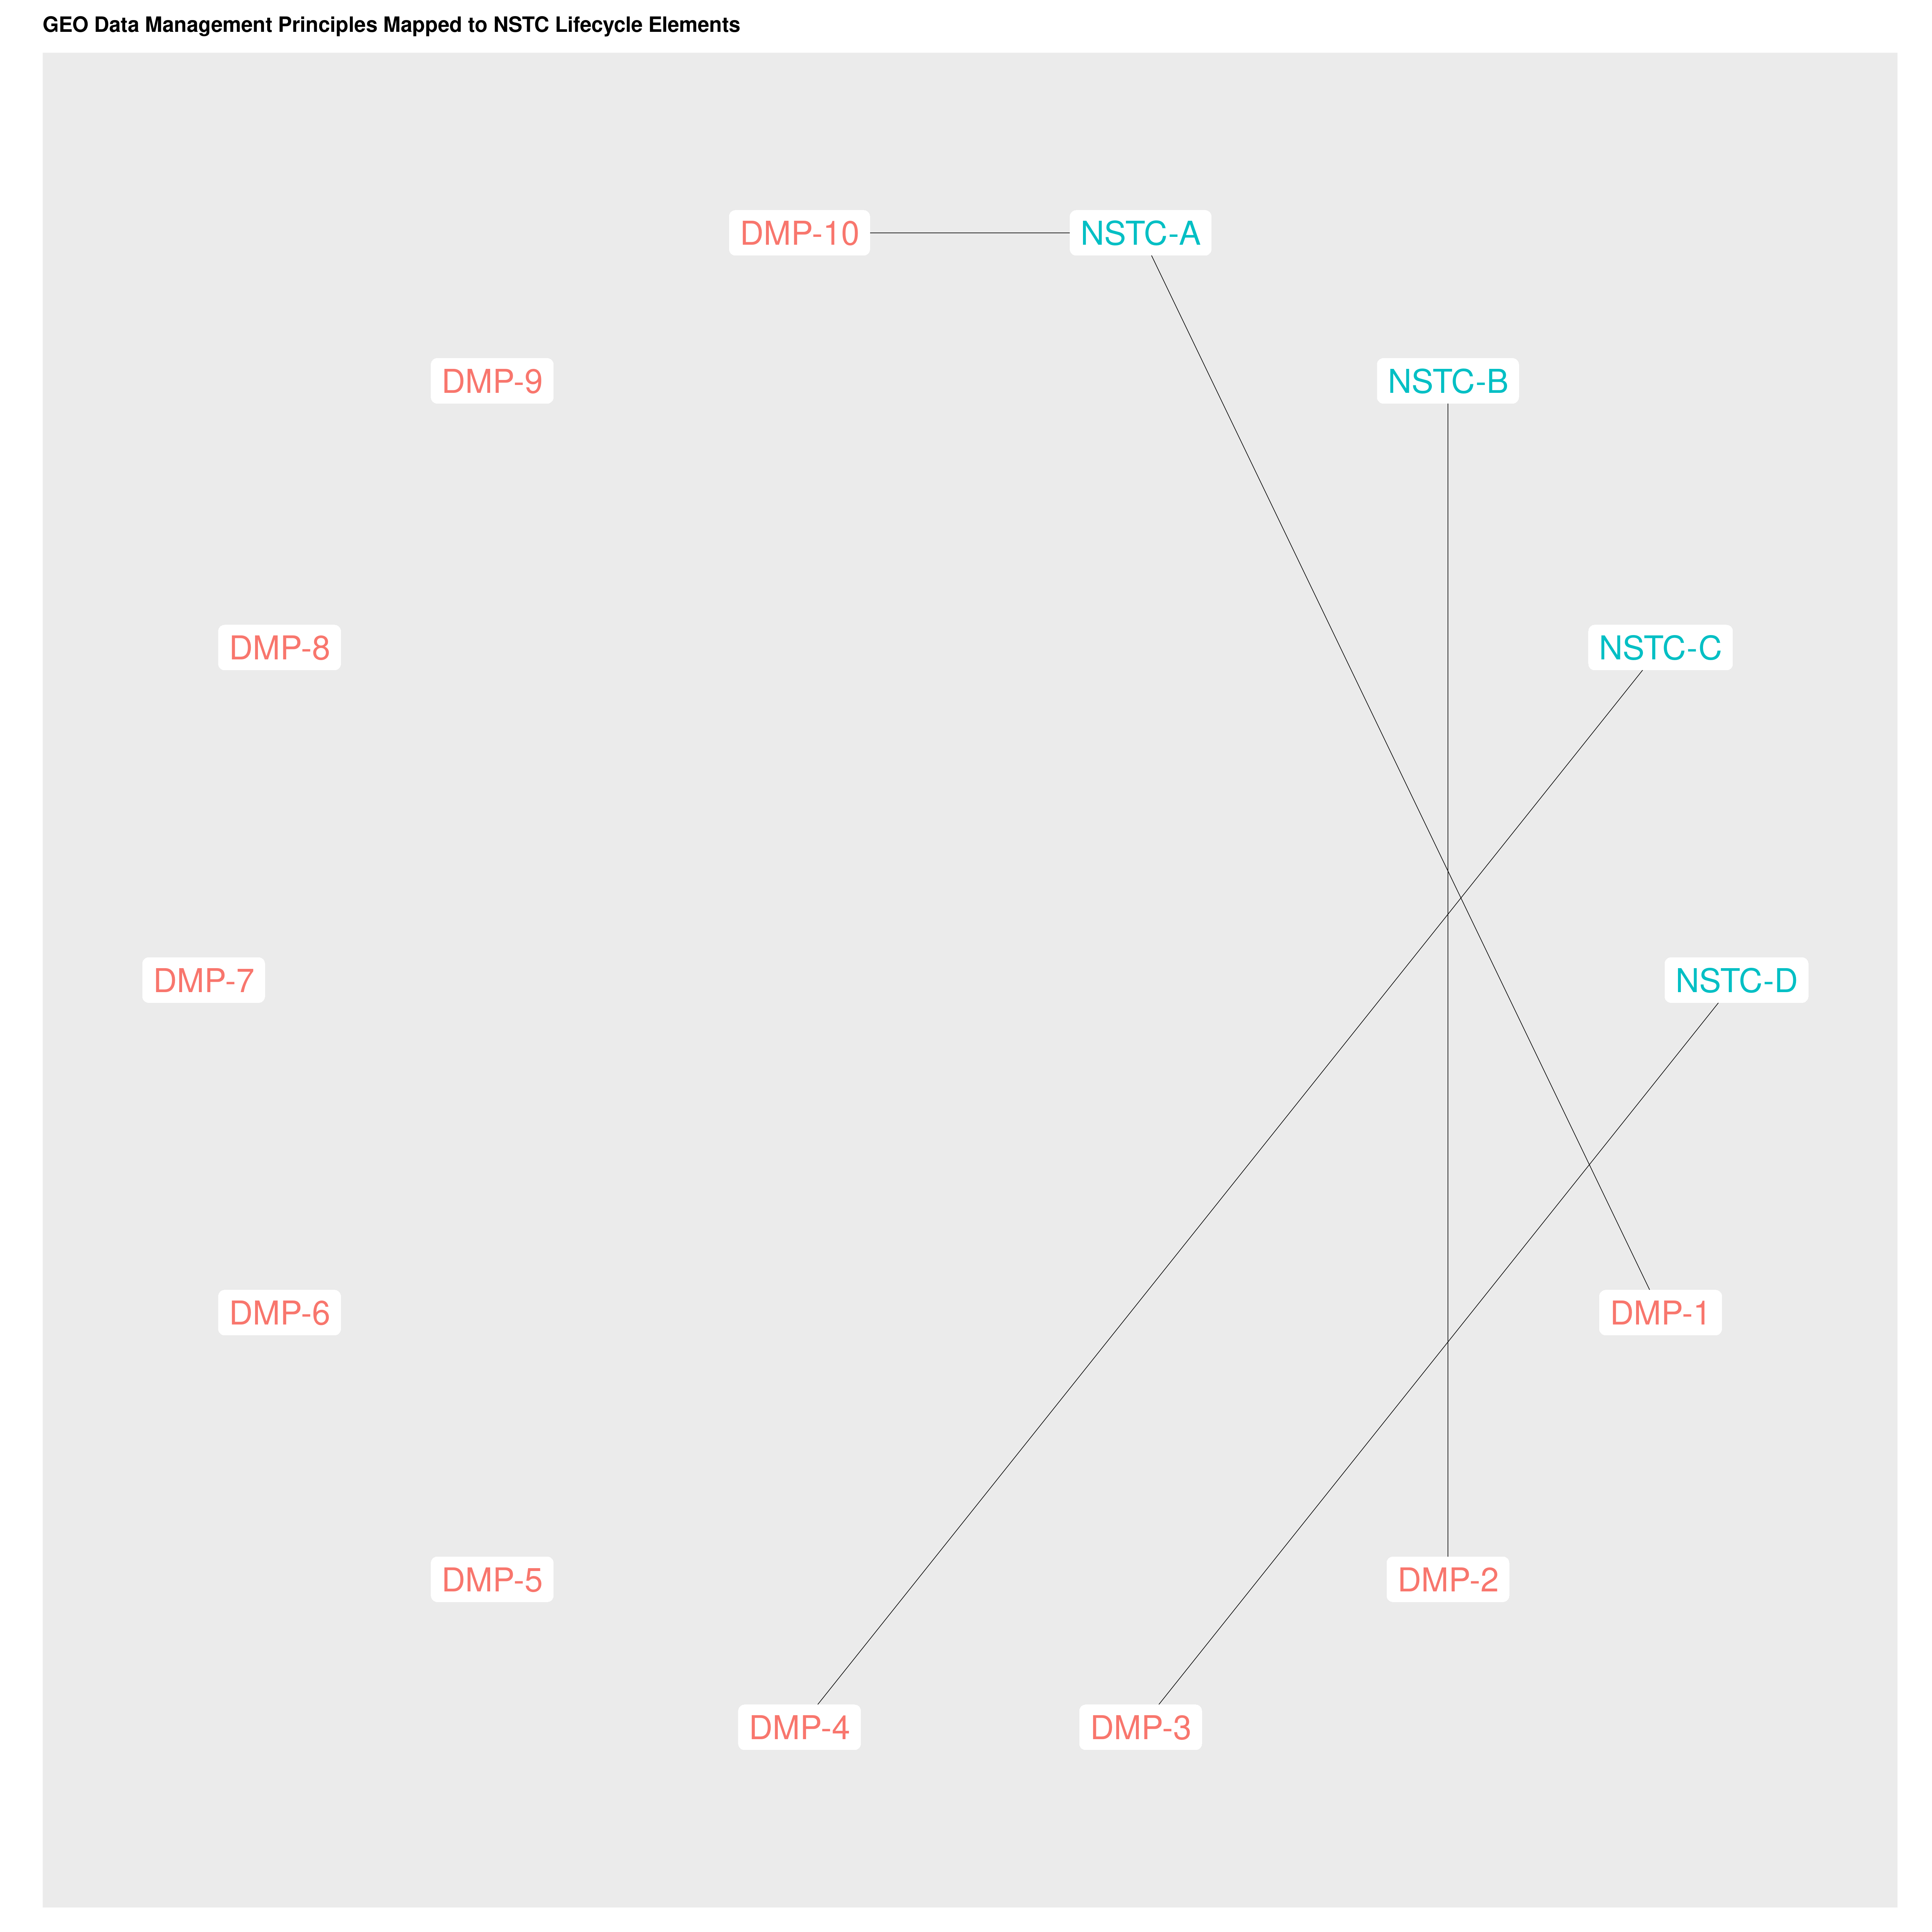 GEO Data Management Principles Mapped to NSTC Lifecycle Elements
DMP-10 NSTC-A
DMP-9 NSTC-B
DMP-8 NSTC-C
DMP-7 NSTC-D
DMP-6 DMP-1
DMP-5 DMP-2
DMP-4 DMP-3